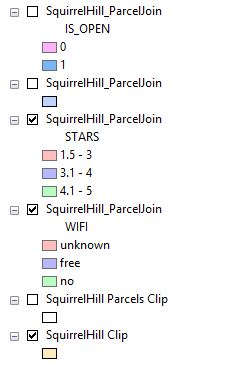 SquirrelHill_ParcelJoin
IS_OPEN
0
1
SquirrelHill_ParcelJoin
SquirrelHill_ParcelJoin
STARS
1.5 - 3
3.1 - 4
4.1 - 5
SquirrelHill_ParcelJoin
WIFI
unknown
free
no
SquirrelHill Parcels Clip
SquirrelHill Clip